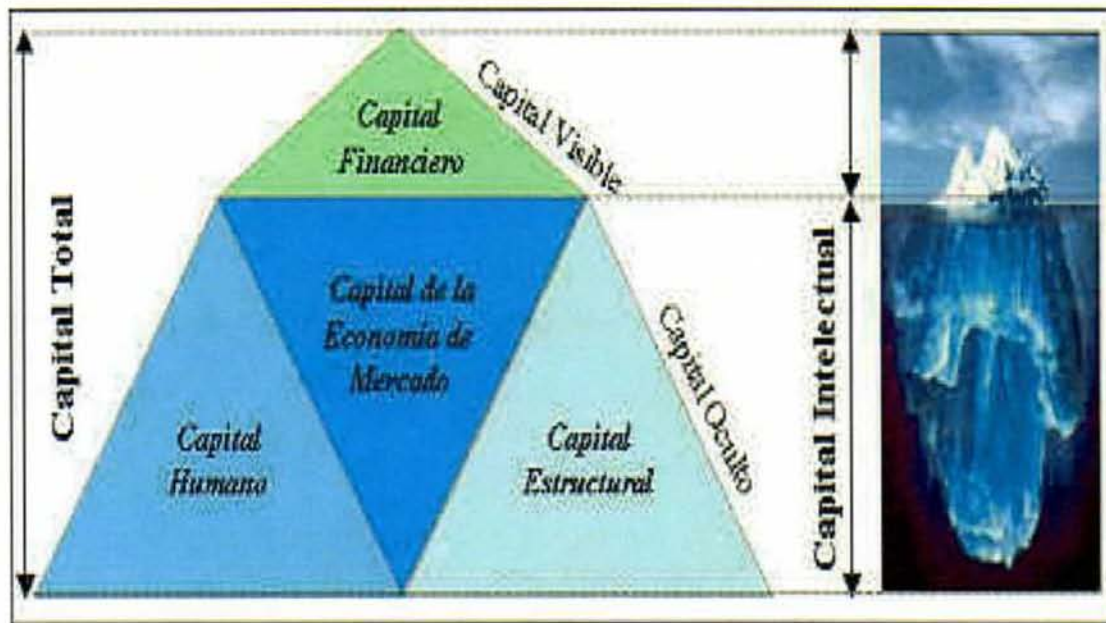 Capital Total
Capital
Financiero
Capital Visible
Capital de la
Economía de
Mercado
Capital
Humano
Capital
Estructural
Capital Oculto
Capital Intelectual